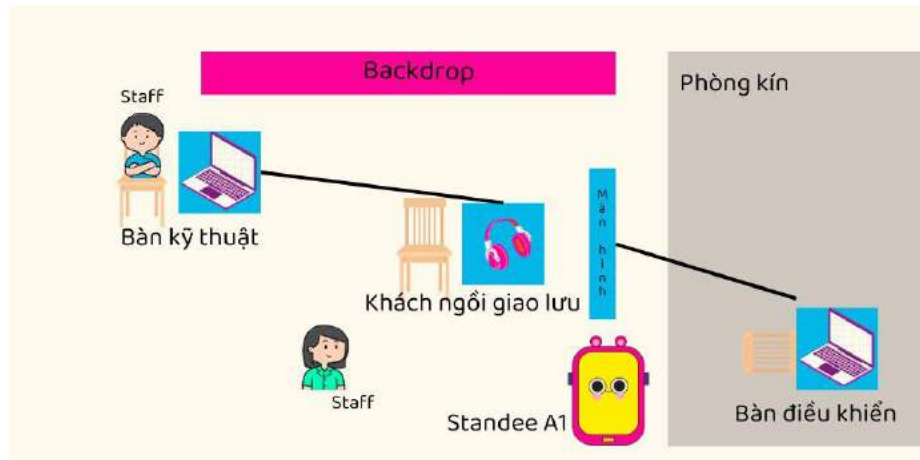 Backdrop
Phòng kín
Staff
Bàn kỹ thuật
Màn hình
Khách ngồi giao lưu
Staff
Standee A1
Bàn điều khiển